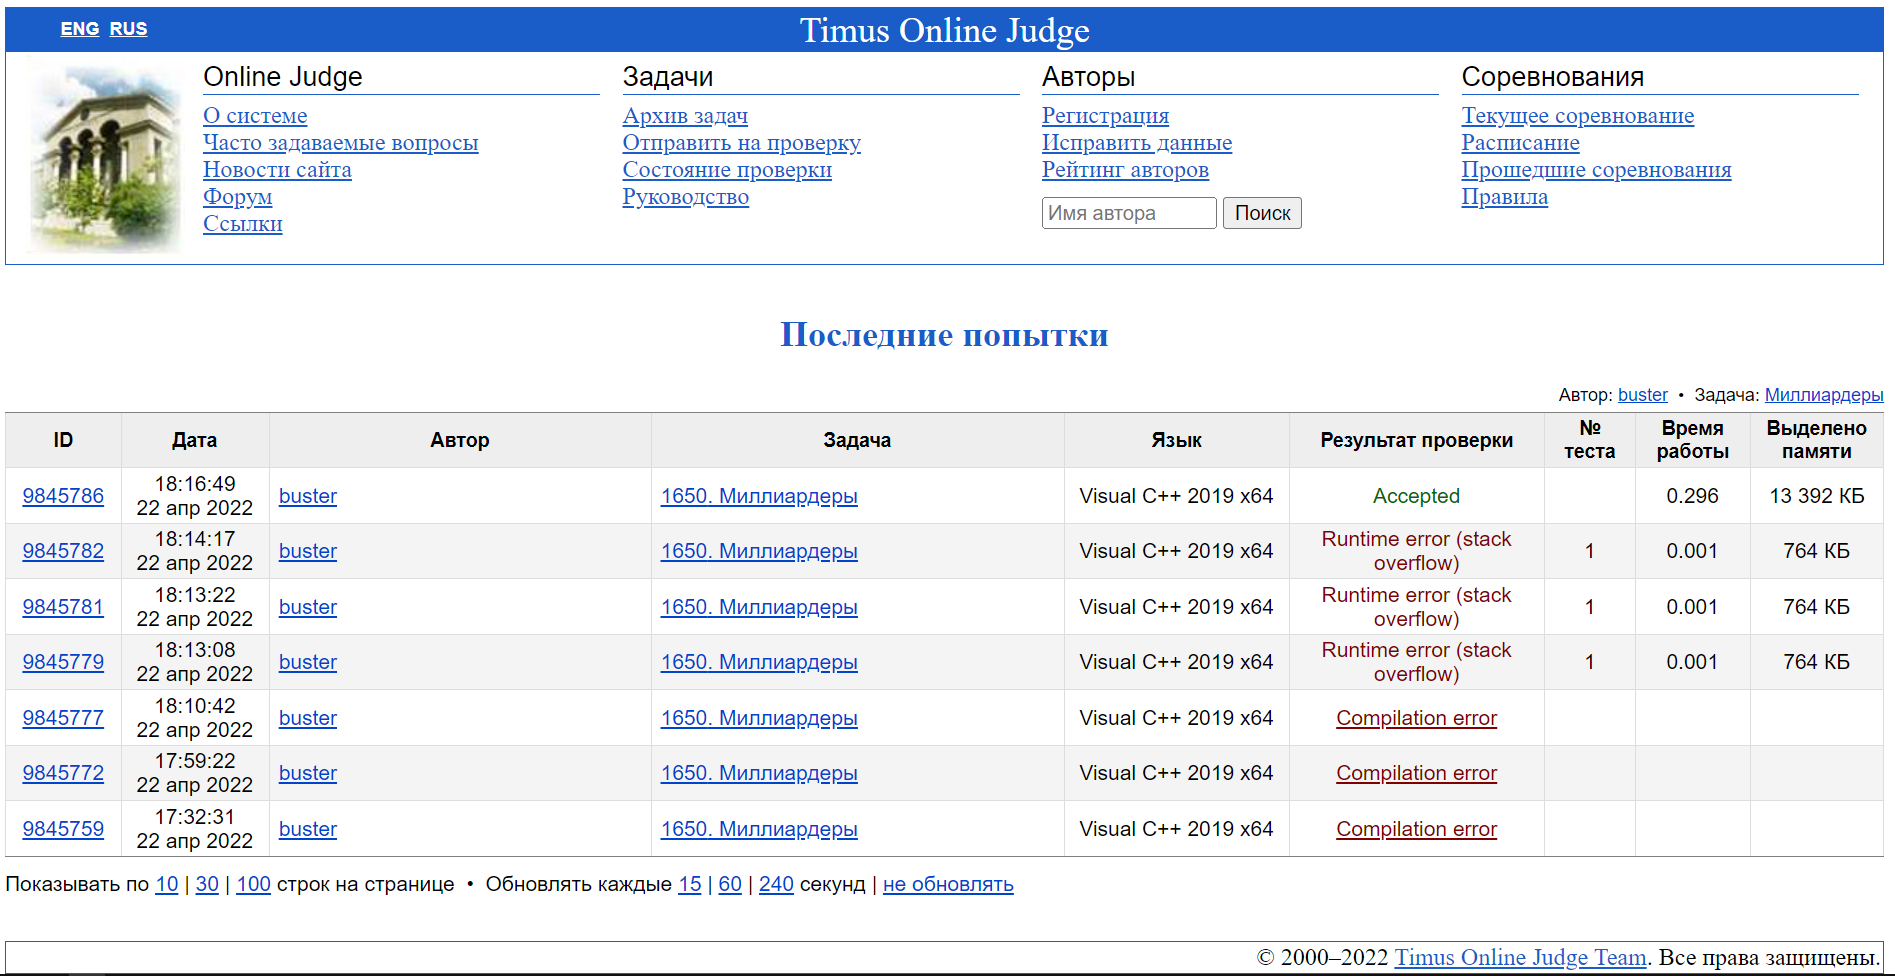 ENG RUS
Timus Online Judge
Online Judge
О системе
Часто задаваемые вопросы
Новости сайта
Форум
Ссылки
Задачи
Архив задач
Отправить на проверку
Состояние проверки
Руководство
Авторы
Регистрация
Исправить данные
Рейтинг авторов
Имя автора Поиск
Соревнования
Текущее соревнование
Расписание
Прошедшие соревнования
Правила
Последние попытки
Автор: buster • Задача: Миллиардеры
ID Дата Автор Задача Язык Результат проверки № теста Время работы Выделено памяти
9845786 18:16:49 22 апр 2022 buster 1650. Миллиардеры Visual C++ 2019 x64 Accepted 0.296 13 392 КБ
9845782 18:14:17 22 апр 2022 buster 1650. Миллиардеры Visual C++ 2019 x64 Runtime error (stack overflow) 1 0.001 764 КБ
9845781 18:13:22 22 апр 2022 buster 1650. Миллиардеры Visual C++ 2019 x64 Runtime error (stack overflow) 1 0.001 764 КБ
9845779 18:13:08 22 апр 2022 buster 1650. Миллиардеры Visual C++ 2019 x64 Runtime error (stack overflow) 1 0.001 764 КБ
9845777 18:10:42 22 апр 2022 buster 1650. Миллиардеры Visual C++ 2019 x64 Compilation error
9845772 17:59:22 22 апр 2022 buster 1650. Миллиардеры Visual C++ 2019 x64 Compilation error
9845759 17:32:31 22 апр 2022 buster 1650. Миллиардеры Visual C++ 2019 x64 Compilation error
Показывать по 10 | 30 | 100 строк на странице • Обновлять каждые 15 | 60 | 240 секунд | не обновлять
© 2000–2022 Timus Online Judge Team. Все права защищены.